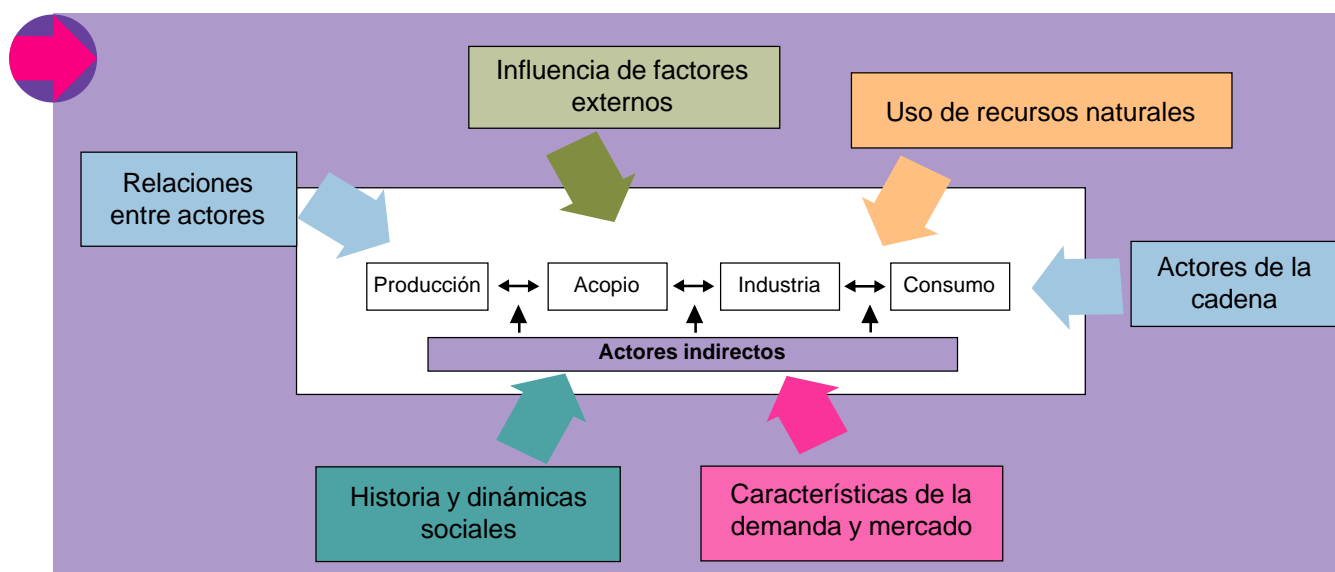 Influencia de factores
externos
Uso de recursos naturales
Relaciones
entre actores
Actores de la
cadena
Producción
Acopio
Industria
Consumo
Actores indirectos
Historia y dinámicas
sociales
Características de la
demanda y mercado